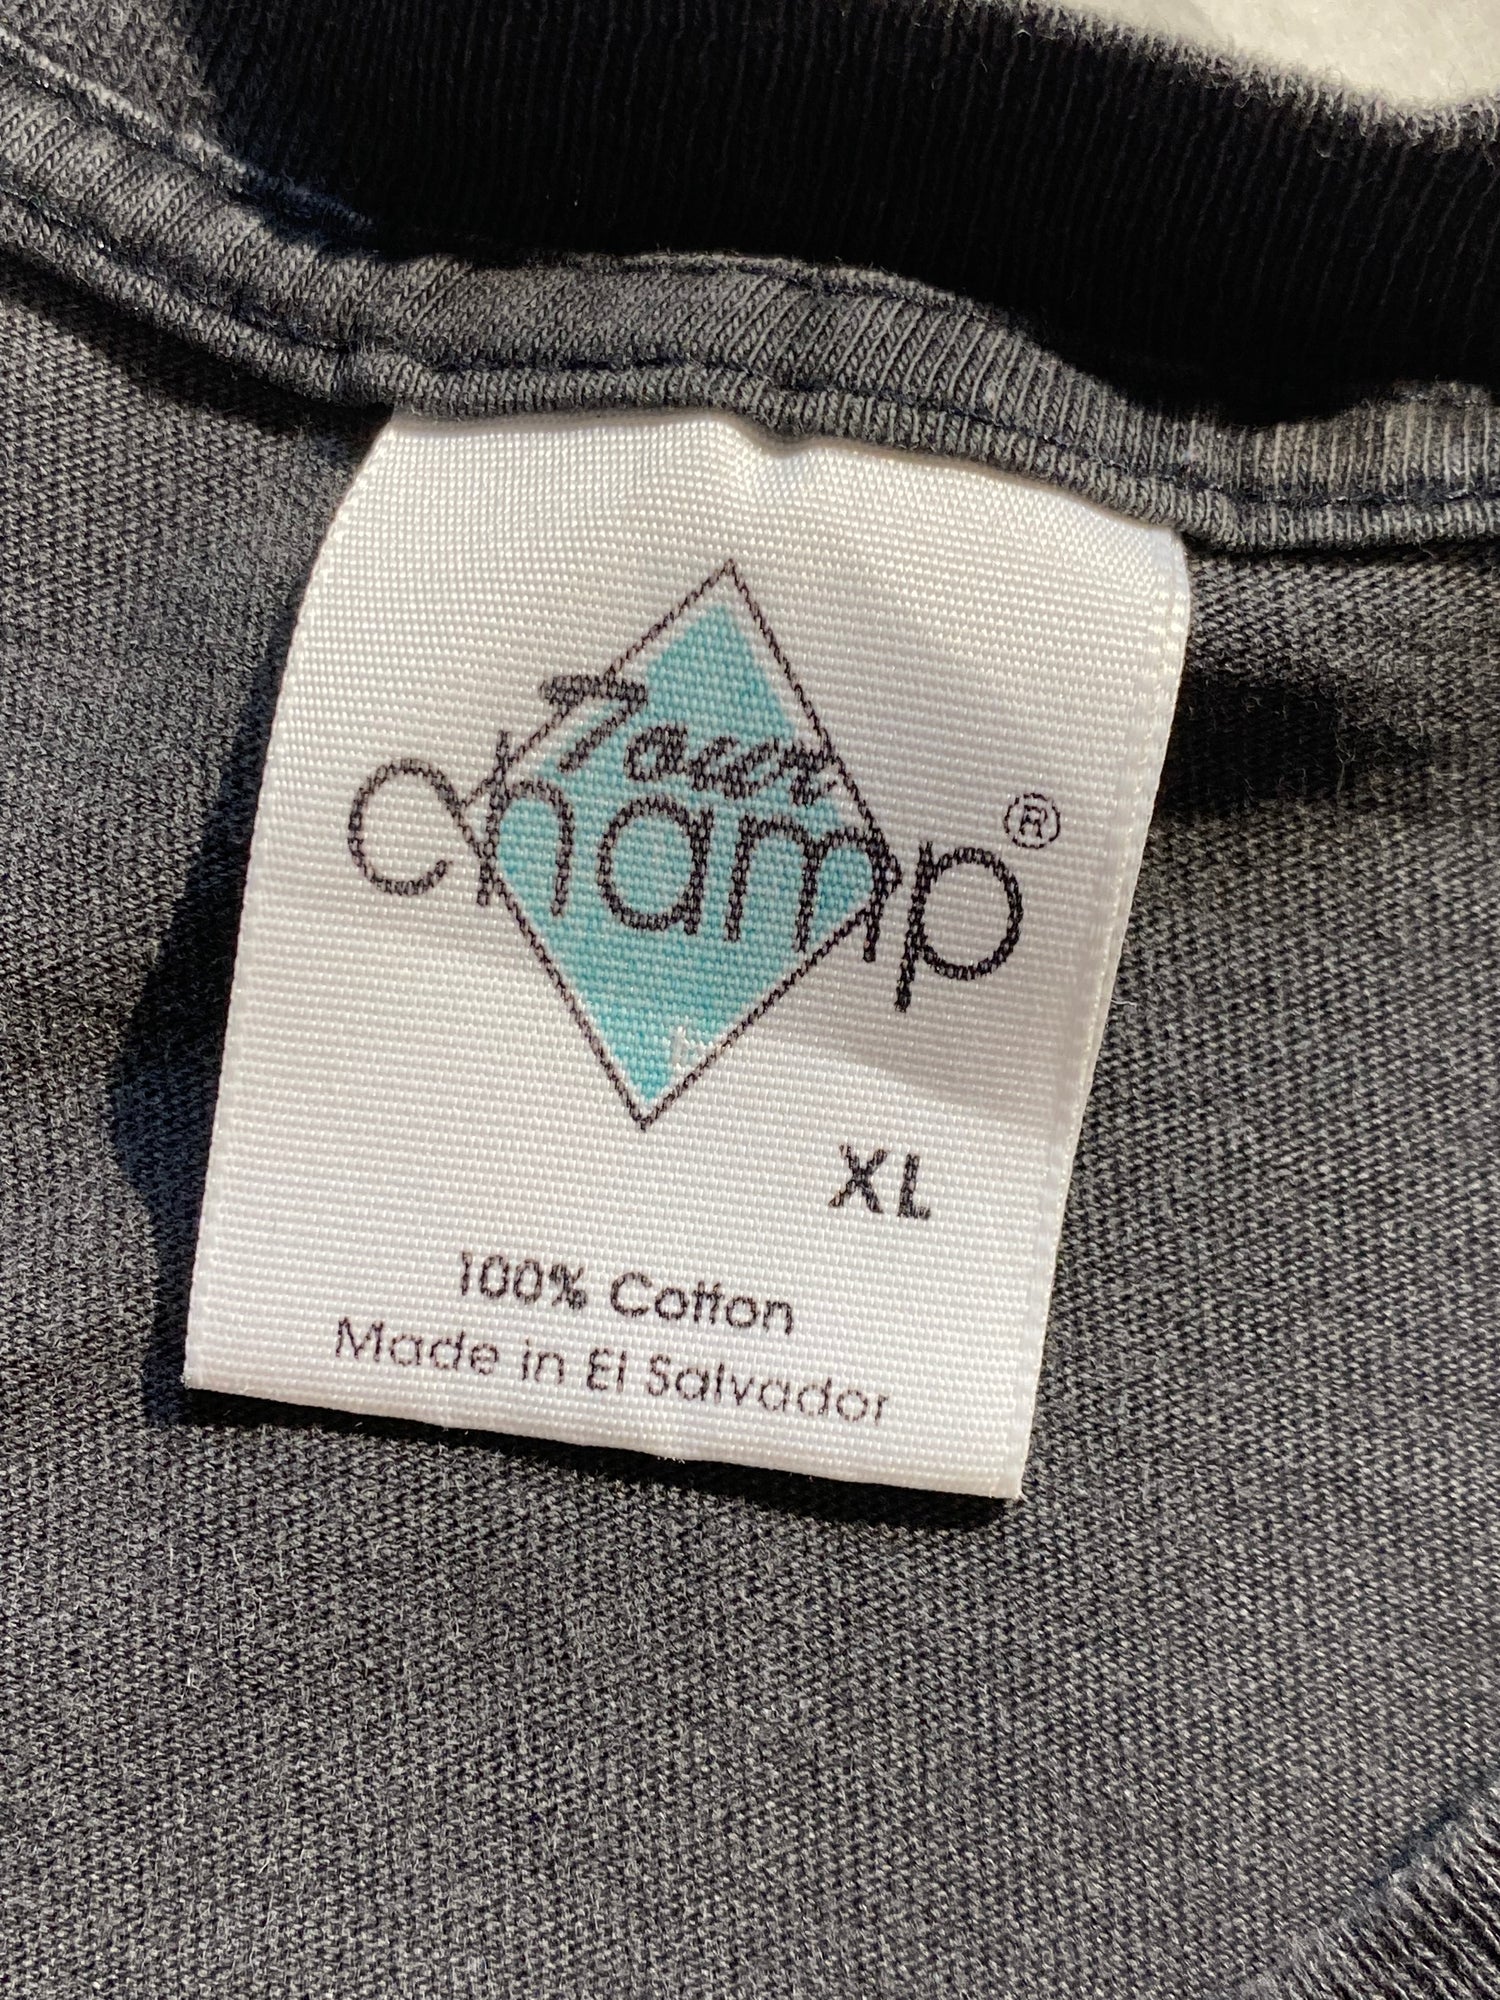 Tour
Champ®
XL
100% Cotton
Made in El Salvador